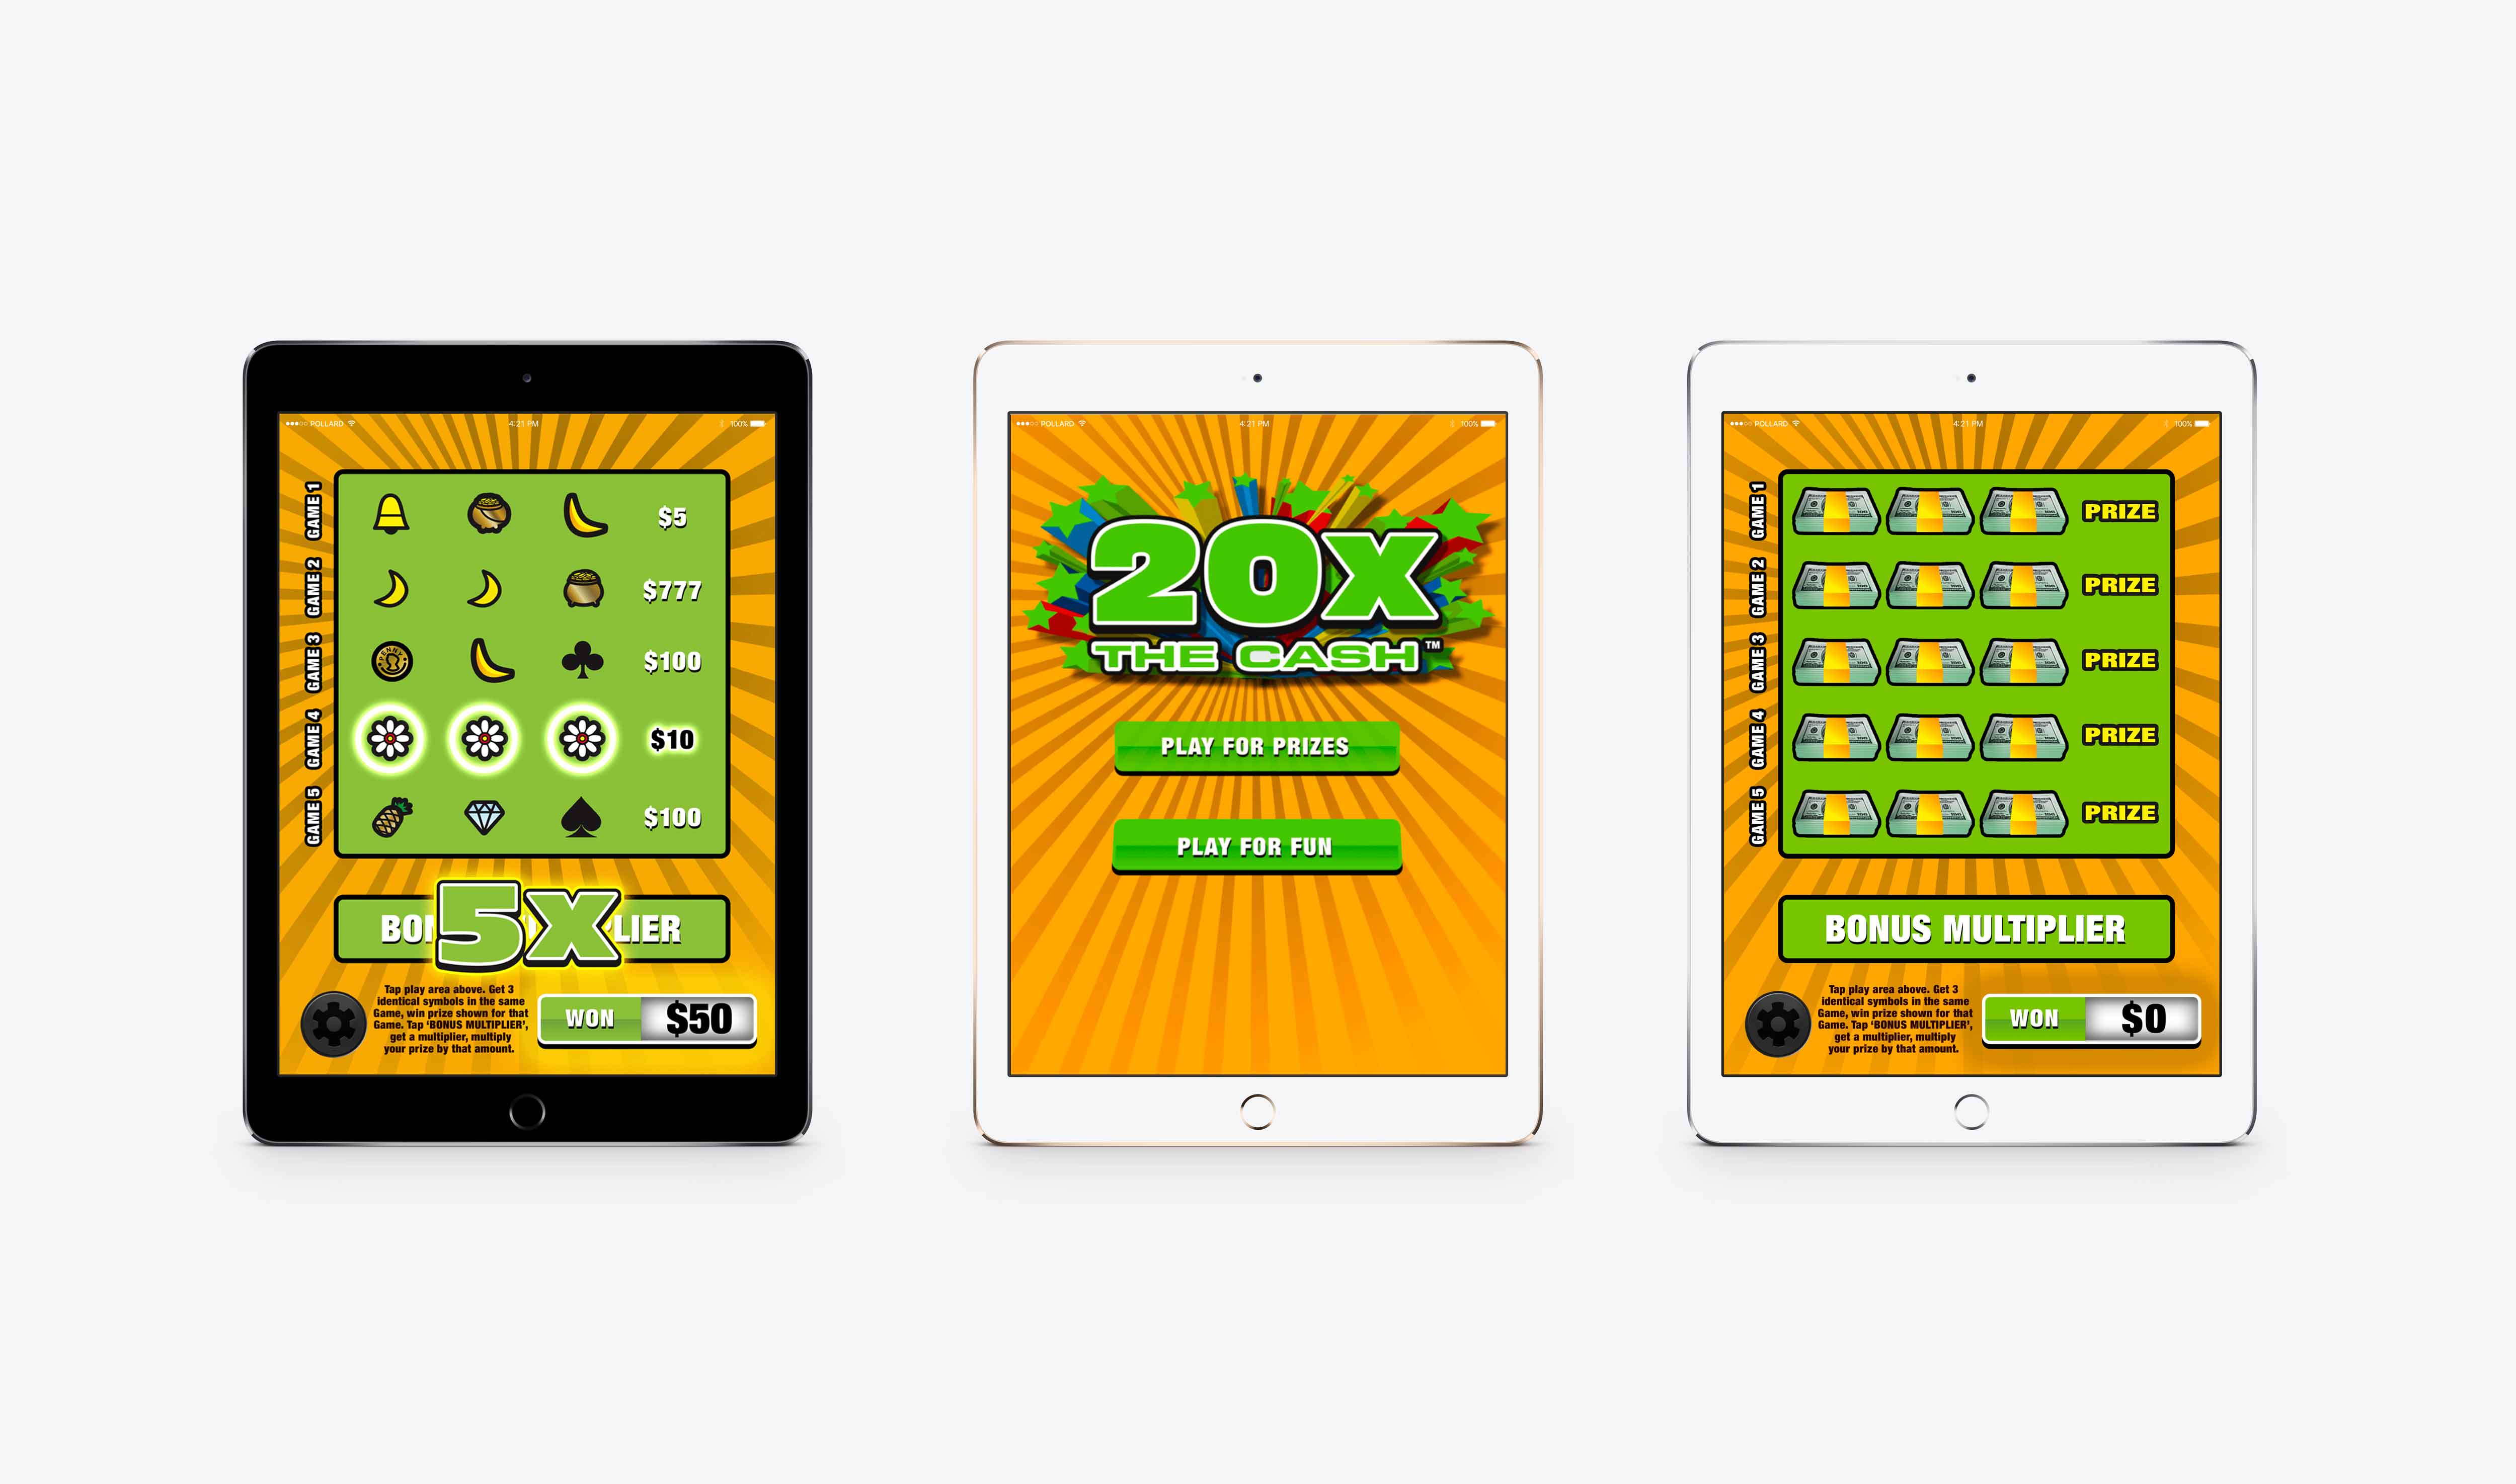 POLLARD 4:21 PM 100%
GAME 1
$5
GAME 2
$777
GAME 3
PENNY
$100
GAME 4
$10
GAME 5
$100
5X
Tap play area above. Get 3
identical symbols in the same
Game, win prize shown for that
Game. Tap ‘BONUS MULTIPLIER’,
get a multiplier, multiply
your prize by that amount.
WON $50
POLLARD 4:21 PM 100%
20X
THE CASH™
PLAY FOR PRIZES
PLAY FOR FUN
POLLARD 4:21 PM 100%
GAME 1
PRIZE
GAME 2
PRIZE
GAME 3
PRIZE
GAME 4
PRIZE
GAME 5
PRIZE
BONUS MULTIPLIER
Tap play area above. Get 3
identical symbols in the same
Game, win prize shown for that
Game. Tap ‘BONUS MULTIPLIER’,
get a multiplier, multiply
your prize by that amount.
WON $0